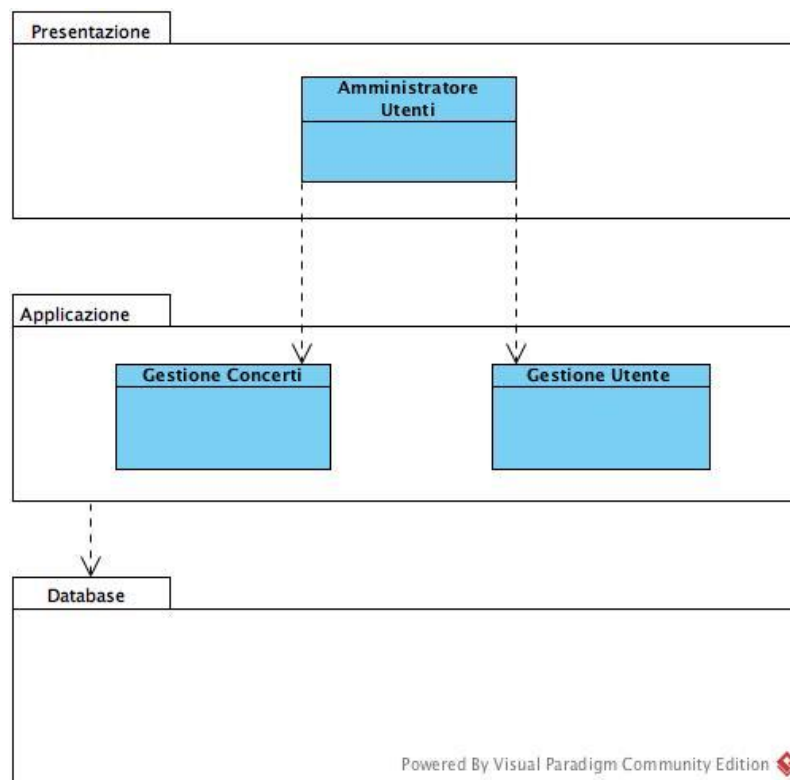 Presentazione
Amministratore
Utenti
Applicazione
Gestione Concerti
Gestione Utente
Database
Powered By Visual Paradigm Community Edition